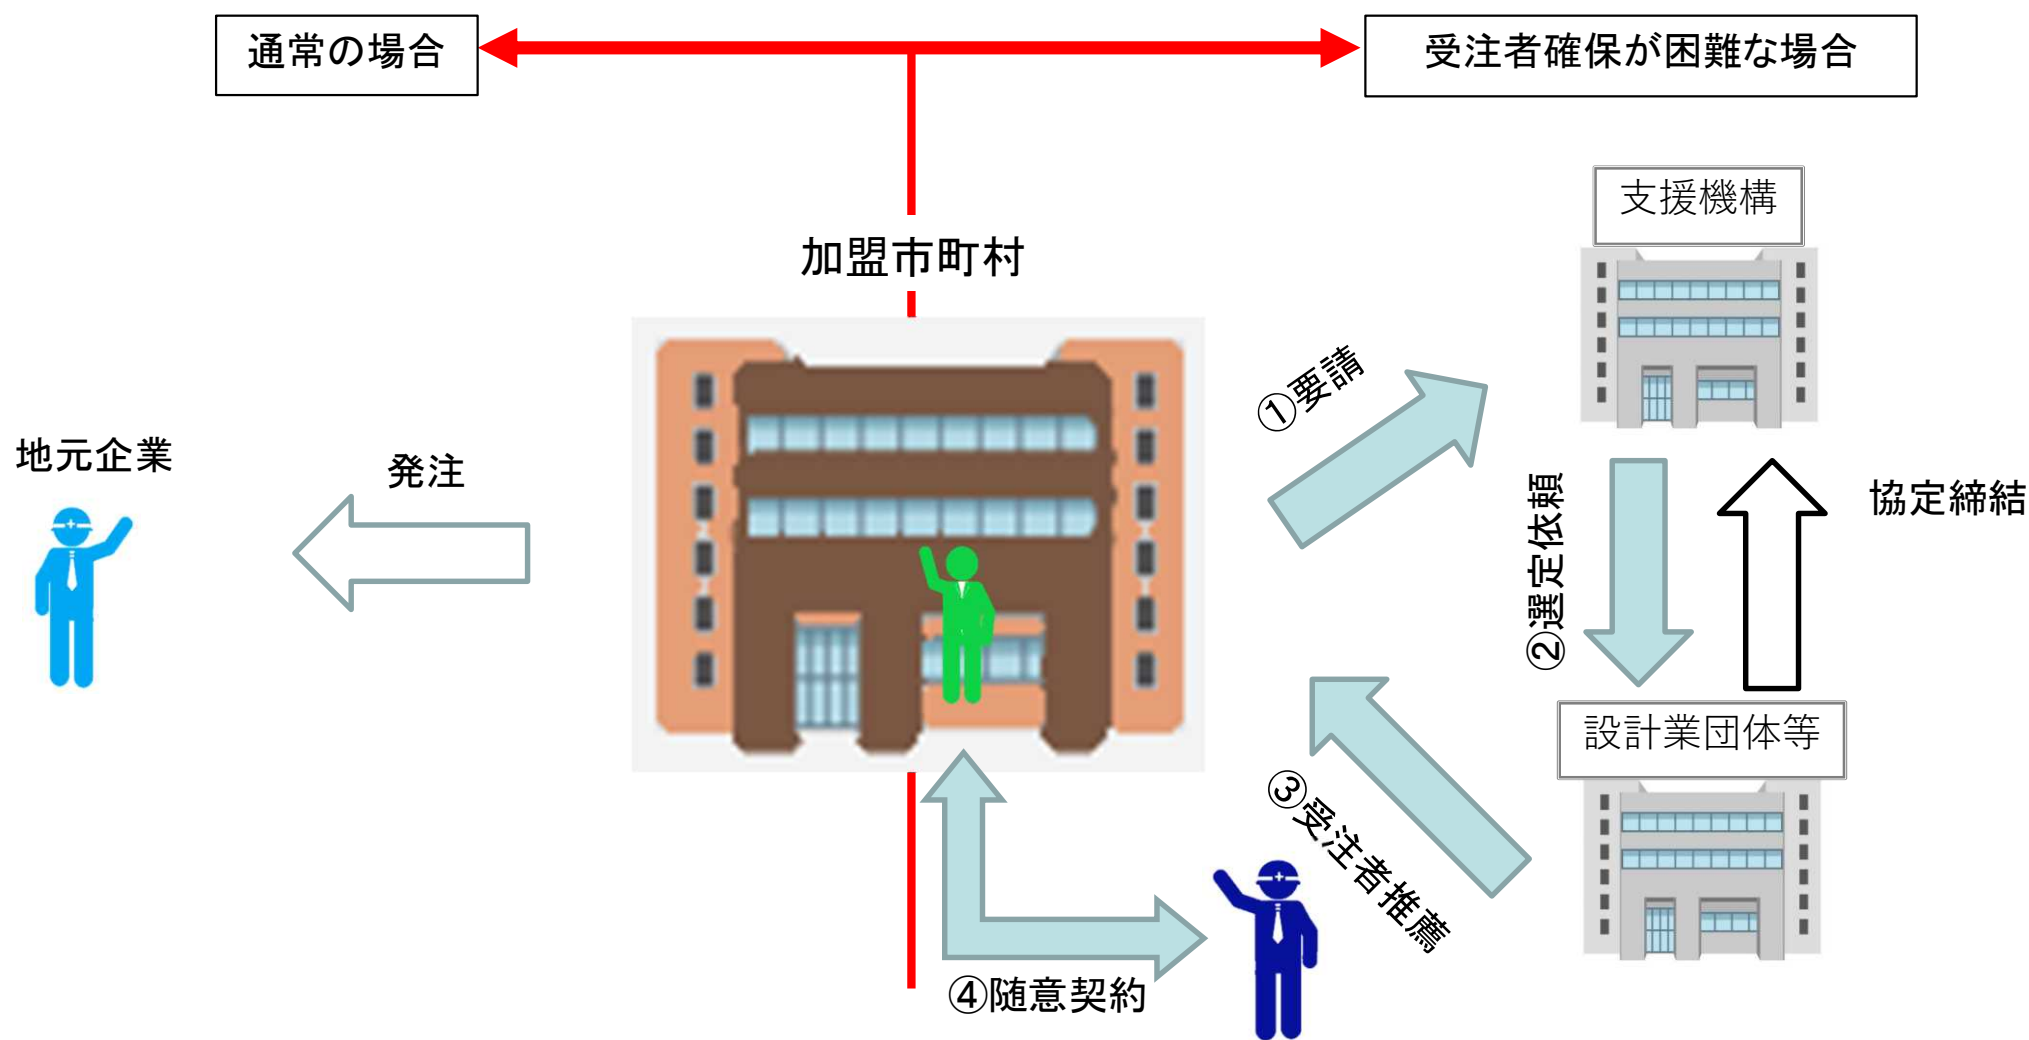 通常の場合
受注者確保が困難な場合
支援機構
加盟市町村
①要請
地元企業
発注
②選定依頼
協定締結
設計業団体等
③受注者推薦
④随意契約